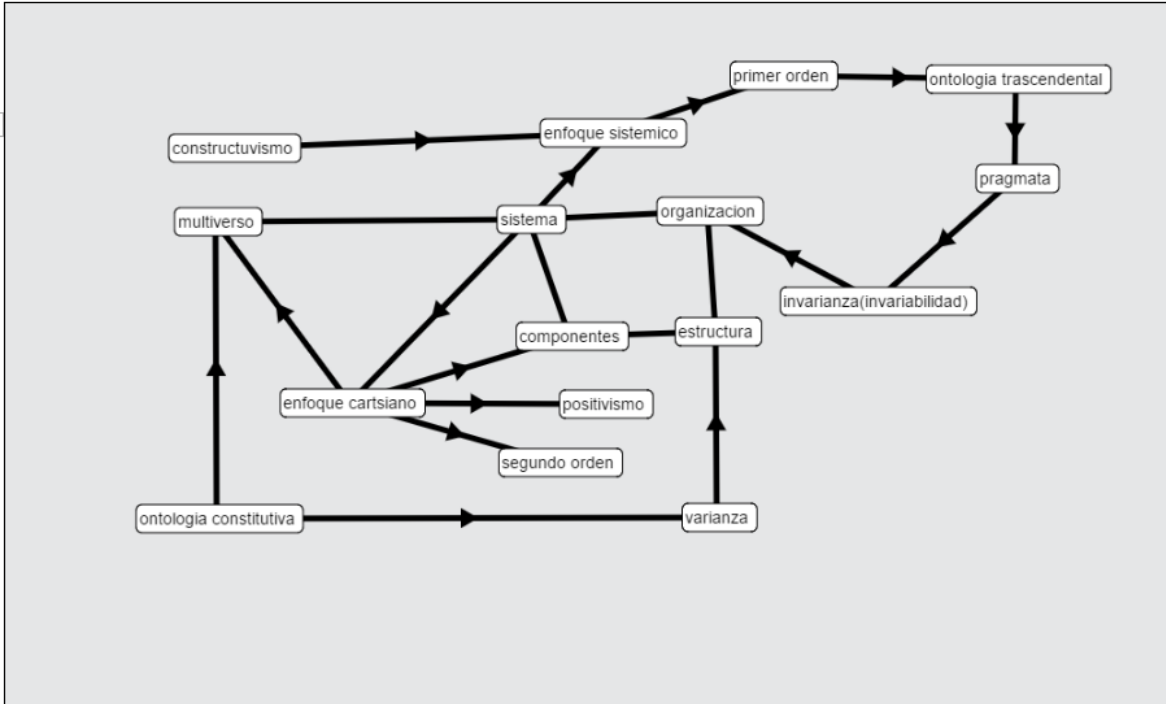 primer orden
ontologia trascendental
constructuvismo
enfoque sistemico
pragmata
multiverso
sistema
organizacion
invarianza(invariabilidad)
componentes
estructura
enfoque cartsiano
positivismo
segundo orden
ontologia constitutiva
varianza